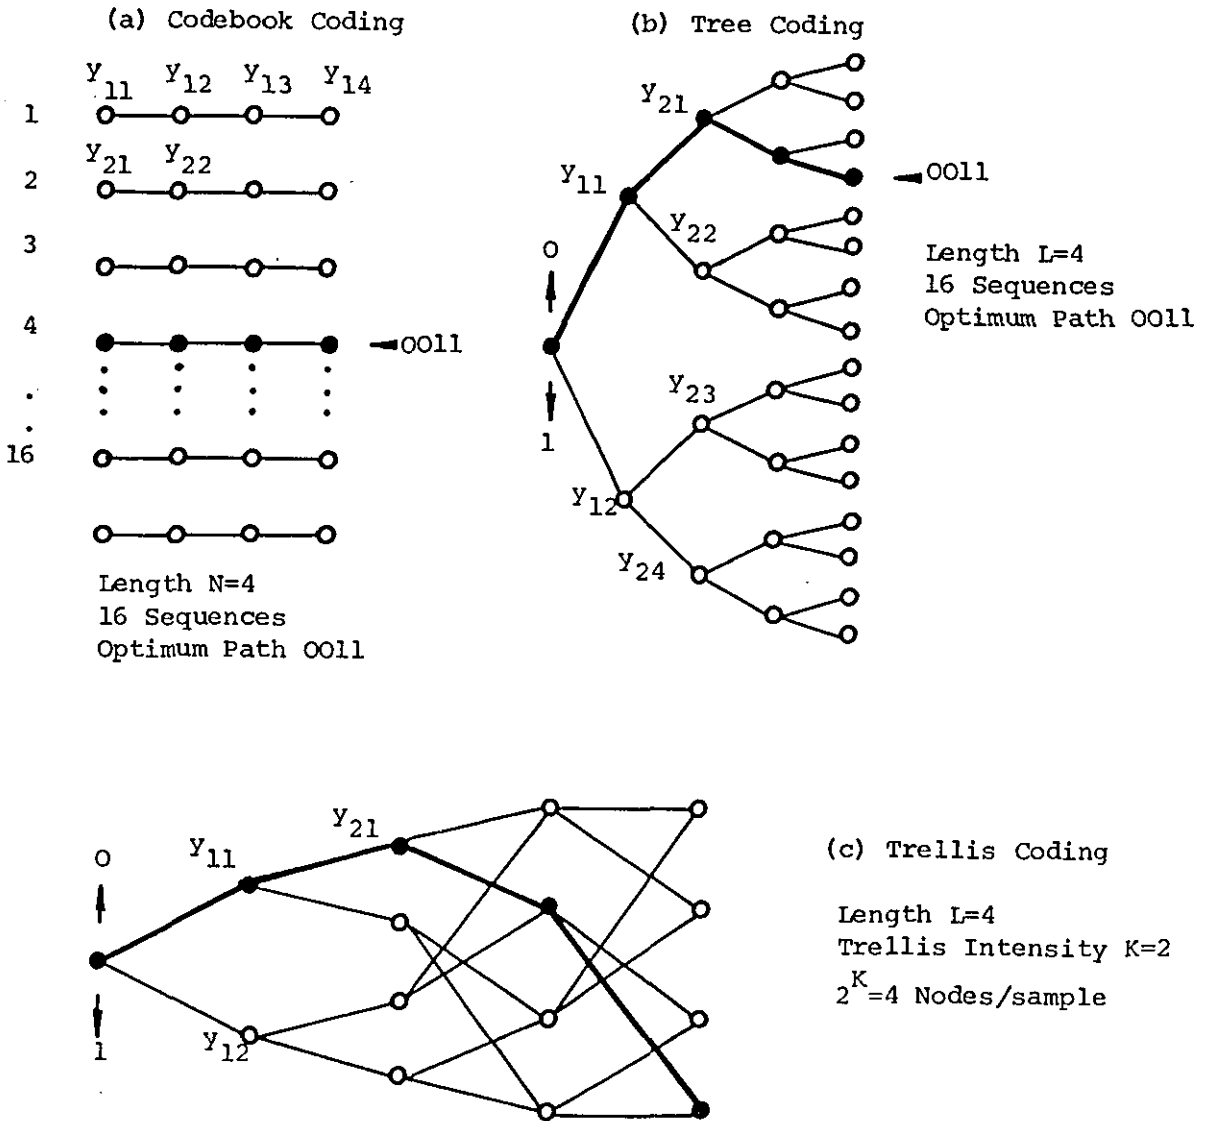 (a) Codebook Coding
y11 y12 y13 y14
1
y21 y22
2
3
4
0011
16
Length N=4
16 Sequences
Optimum Path 0011
(b) Tree Coding
y21
y11
0011
y22
0
Length L=4
16 Sequences
Optimum Path 0011
y23
1
y12
y24
y21
y11
0
1
y12
(c) Trellis Coding
Length L=4
Trellis Intensity K=2
2^K=4 Nodes/sample